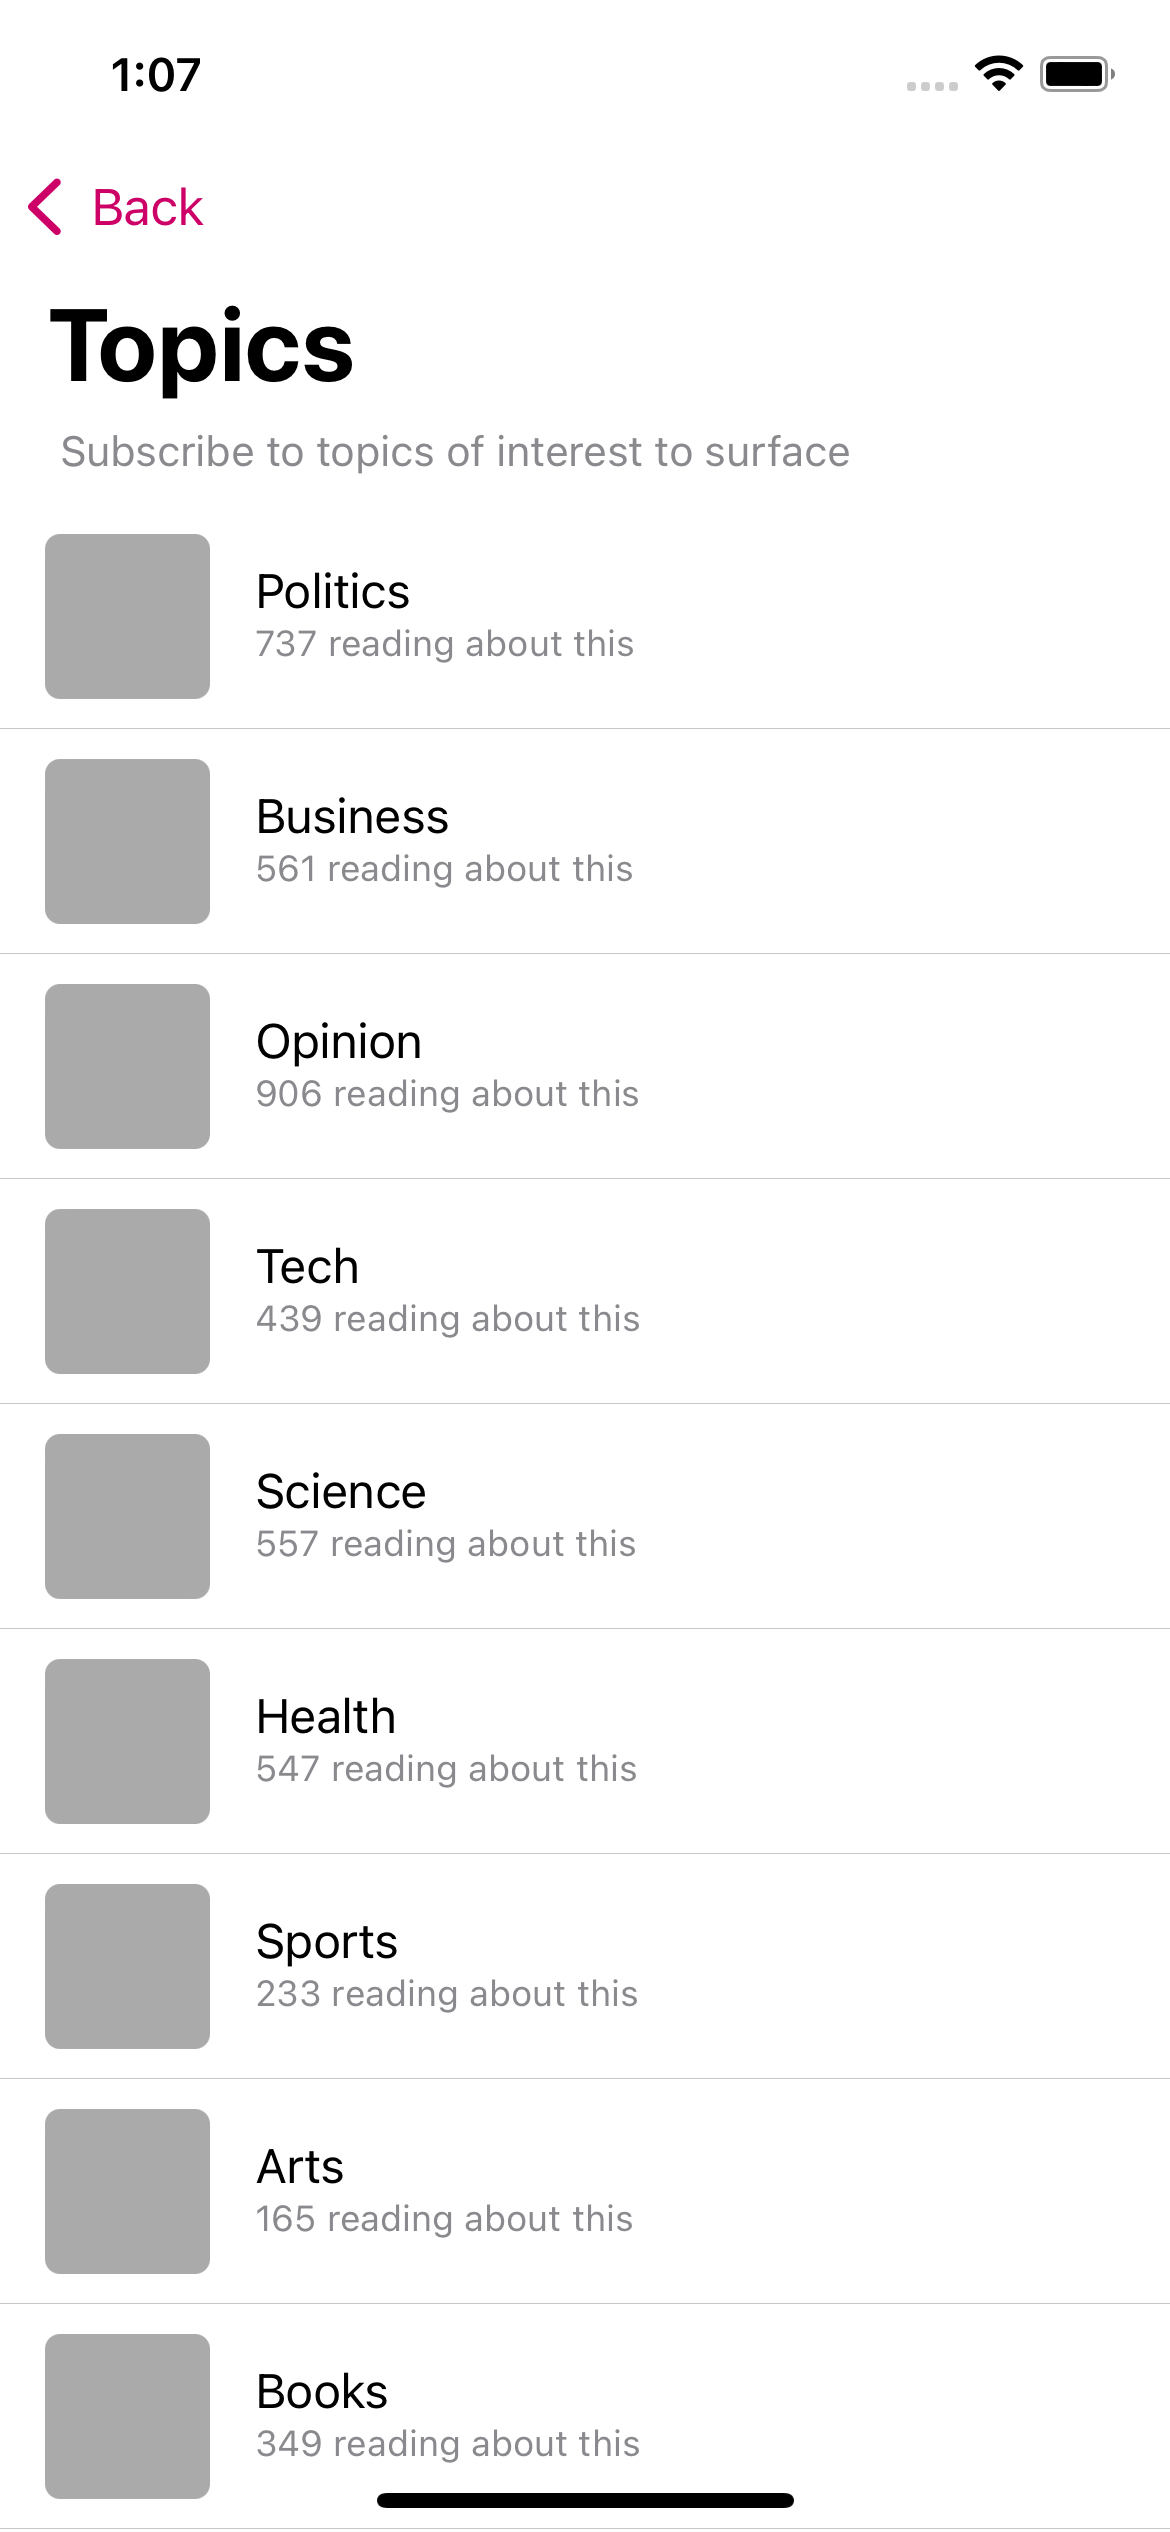 1:07
Back
Topics
Subscribe to topics of interest to surface
Politics
737 reading about this
Business
561 reading about this
Opinion
906 reading about this
Tech
439 reading about this
Science
557 reading about this
Health
547 reading about this
Sports
233 reading about this
Arts
165 reading about this
Books
349 reading about this